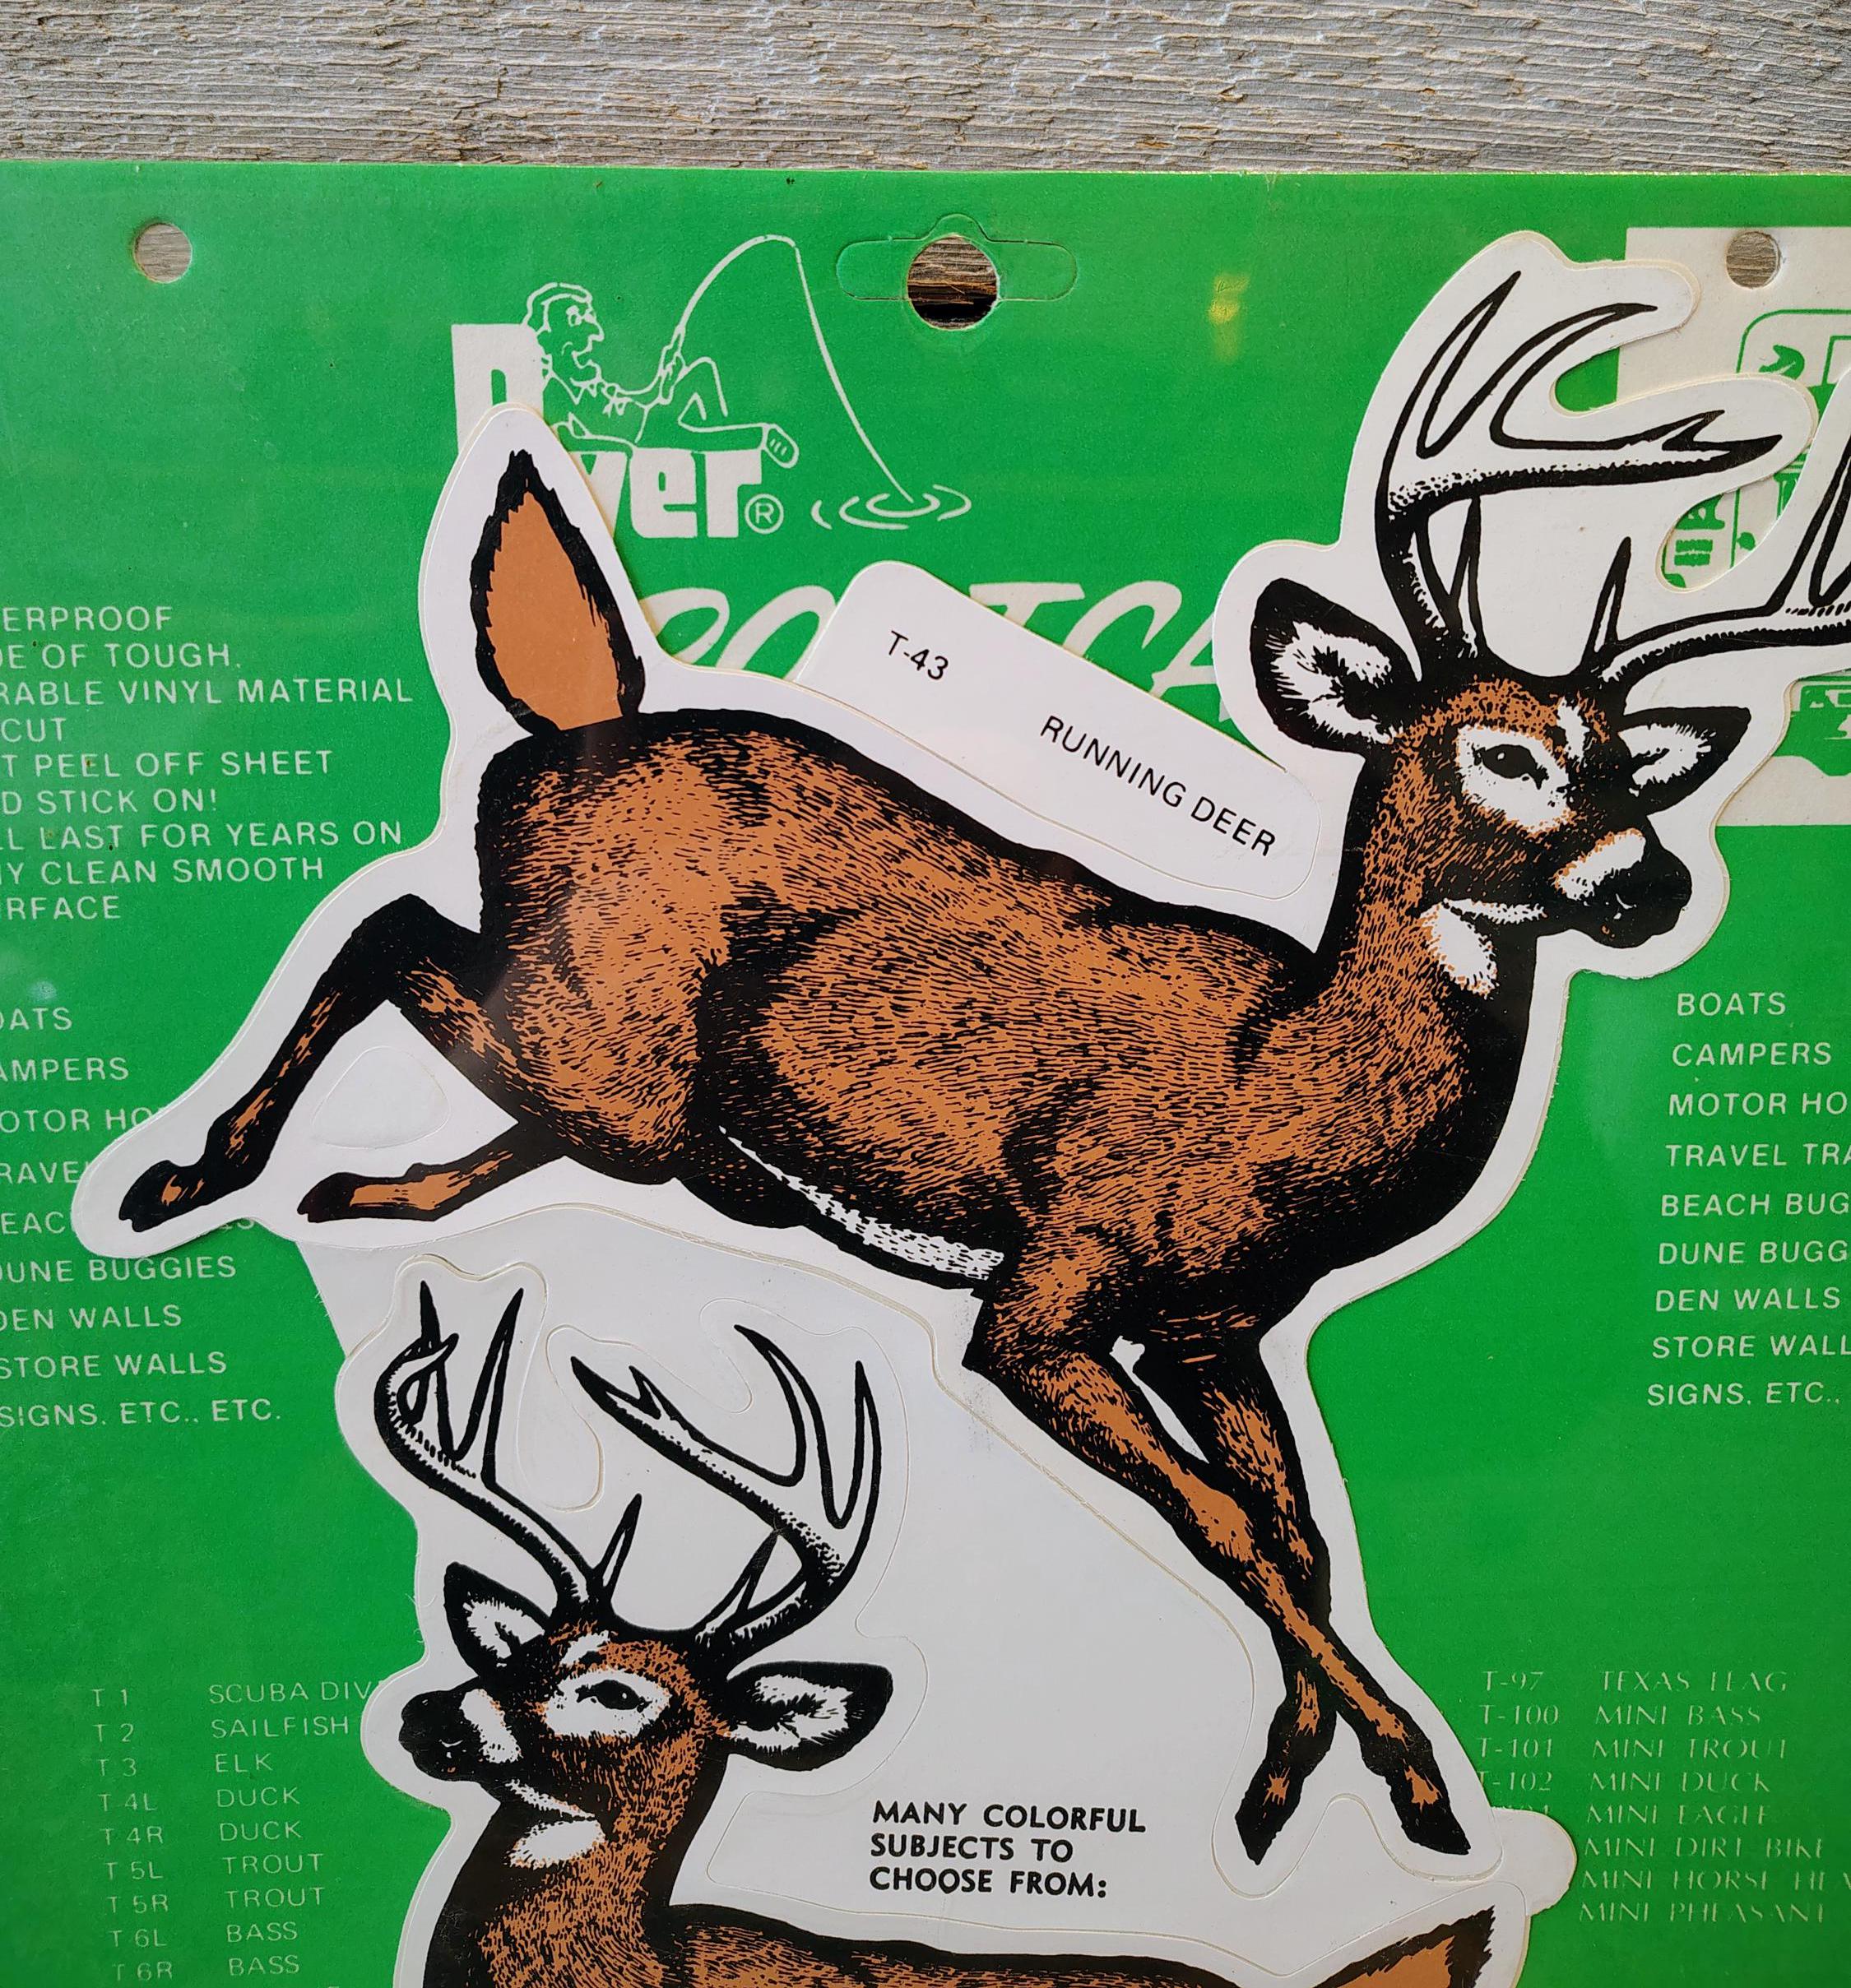 T-43
RUNNING DEER
ERPROOF
OF TOUGH.
RABLE VINYL MATERIAL
CUT
T PEEL OFF SHEET
D STICK ON!
LL LAST FOR YEARS ON
Y CLEAN SMOOTH
RFACE
OATS
AMPERS
OTOR HO
RAVE
EAC
DUNE BUGGIES
DEN WALLS
STORE WALLS
SIGNS. ETC., ETC.
BOATS
CAMPERS
MOTOR HO
TRAVEL TRA
BEACH BUG
DUNE BUGG
DEN WALLS
STORE WALL
SIGNS, ETC.,
T 1 SCUBA DIV
T 2 SAILFISH
T 3 ELK
T 4L DUCK
T 4R DUCK
T 5L TROUT
T 5R TROUT
T 6L BASS
T 6R BASS
MANY COLORFUL
SUBJECTS TO
CHOOSE FROM:
T-97 TEXAS FLAG
T-100 MINI BASS
T-101 MINI TROUT
T-102 MINI DUCK
MINI EAGLE
MINI DIRT BIKE
MINI HORSE
MINI PHEASANT